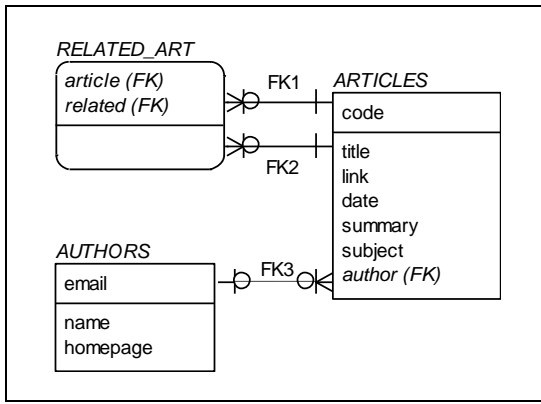 RELATED_ART
article (FK)
related (FK)
FK1
FK2
ARTICLES
code
title
link
date
summary
subject
author (FK)
AUTHORS
email
name
homepage
FK3